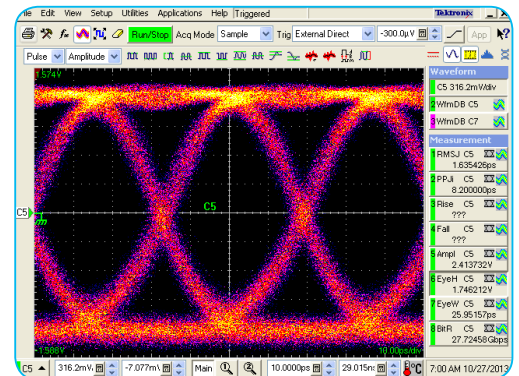 File Edit View Setup Utilities Applications Help Triggered Tektronix
Run/Stop Acq Mode Sample Trig External Direct -300.0µV App
Pulse Amplitude
1.574V
C5
C5
-1.588V
10.00ps/div
Waveform
C5 316.2mV/div
2 WfmDB C5
3 WfmDB C7
Measurement
1 RMSJ C5
1.635426ps
2 PPJi C5
8.200000ps
3 Rise C5
???
4 Fall C5
???
5 Ampl C5
2.413732V
6 EyeH C5
1.746212V
7 EyeW C5
25.95157ps
8 BitR C5
27.72458Gbps
C5 316.2mV -7.077m\ Main 10.0000ps 29.015n: °C 7:00 AM 10/27/2013